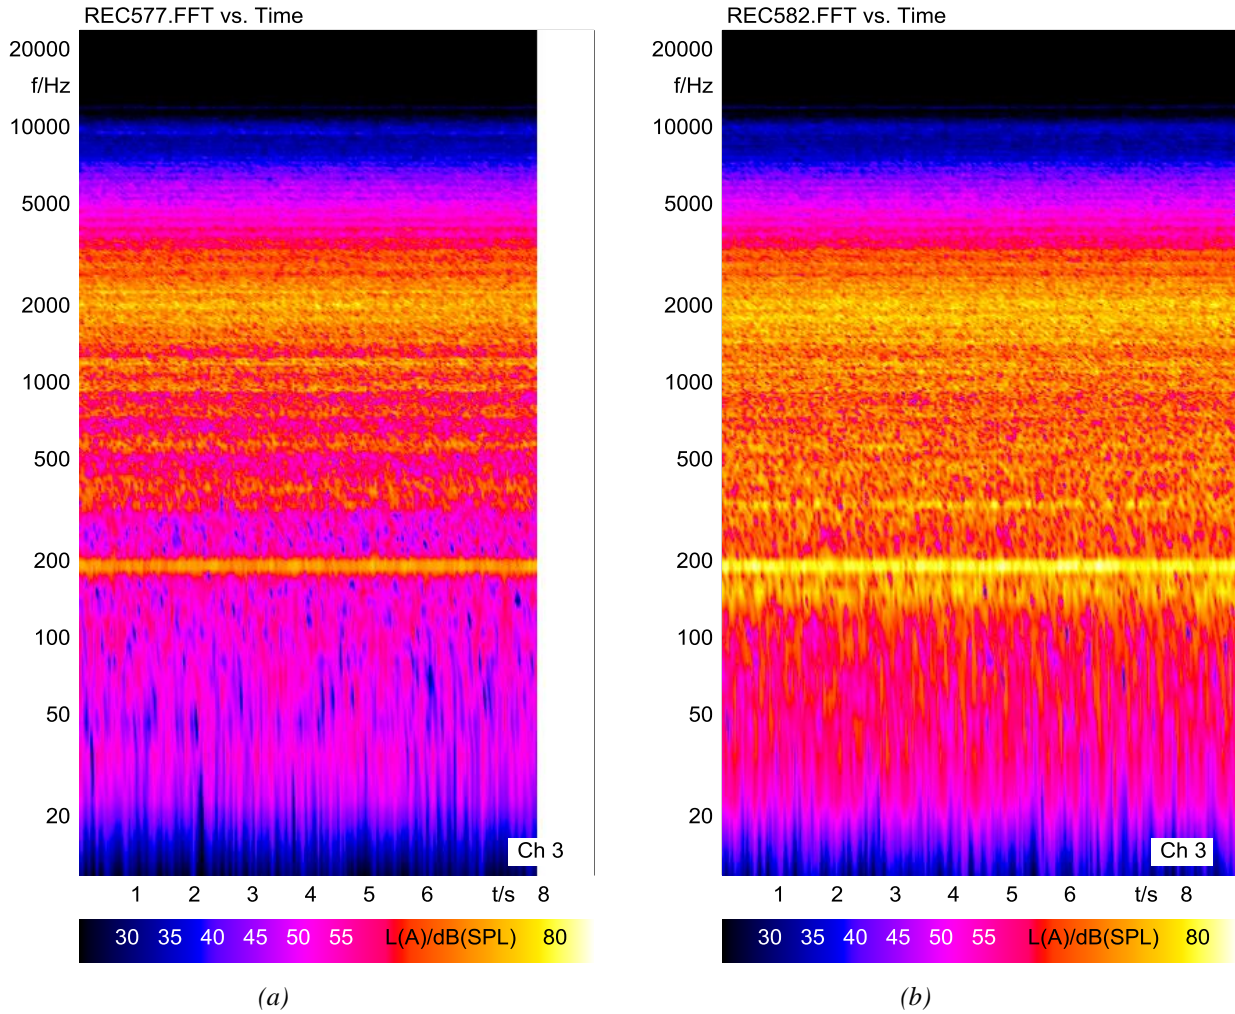 REC577.FFT vs. Time
20000
f/Hz
10000
5000
2000
1000
500
200
100
50
20
Ch 3
1 2 3 4 5 6 t/s 8
30 35 40 45 50 55 L(A)/dB(SPL) 80
(a)
REC582.FFT vs. Time
20000
f/Hz
10000
5000
2000
1000
500
200
100
50
20
Ch 3
1 2 3 4 5 6 t/s 8
30 35 40 45 50 55 L(A)/dB(SPL) 80
(b)